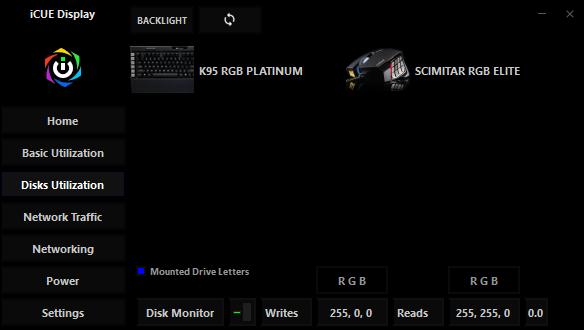 iCUE Display
BACKLIGHT
K95 RGB PLATINUM
SCIMITAR RGB ELITE
Home
Basic Utilization
Disks Utilization
Network Traffic
Networking
Power
Settings
Mounted Drive Letters
R G B
R G B
Disk Monitor
Writes
255, 0, 0
Reads
255, 255, 0
0.0